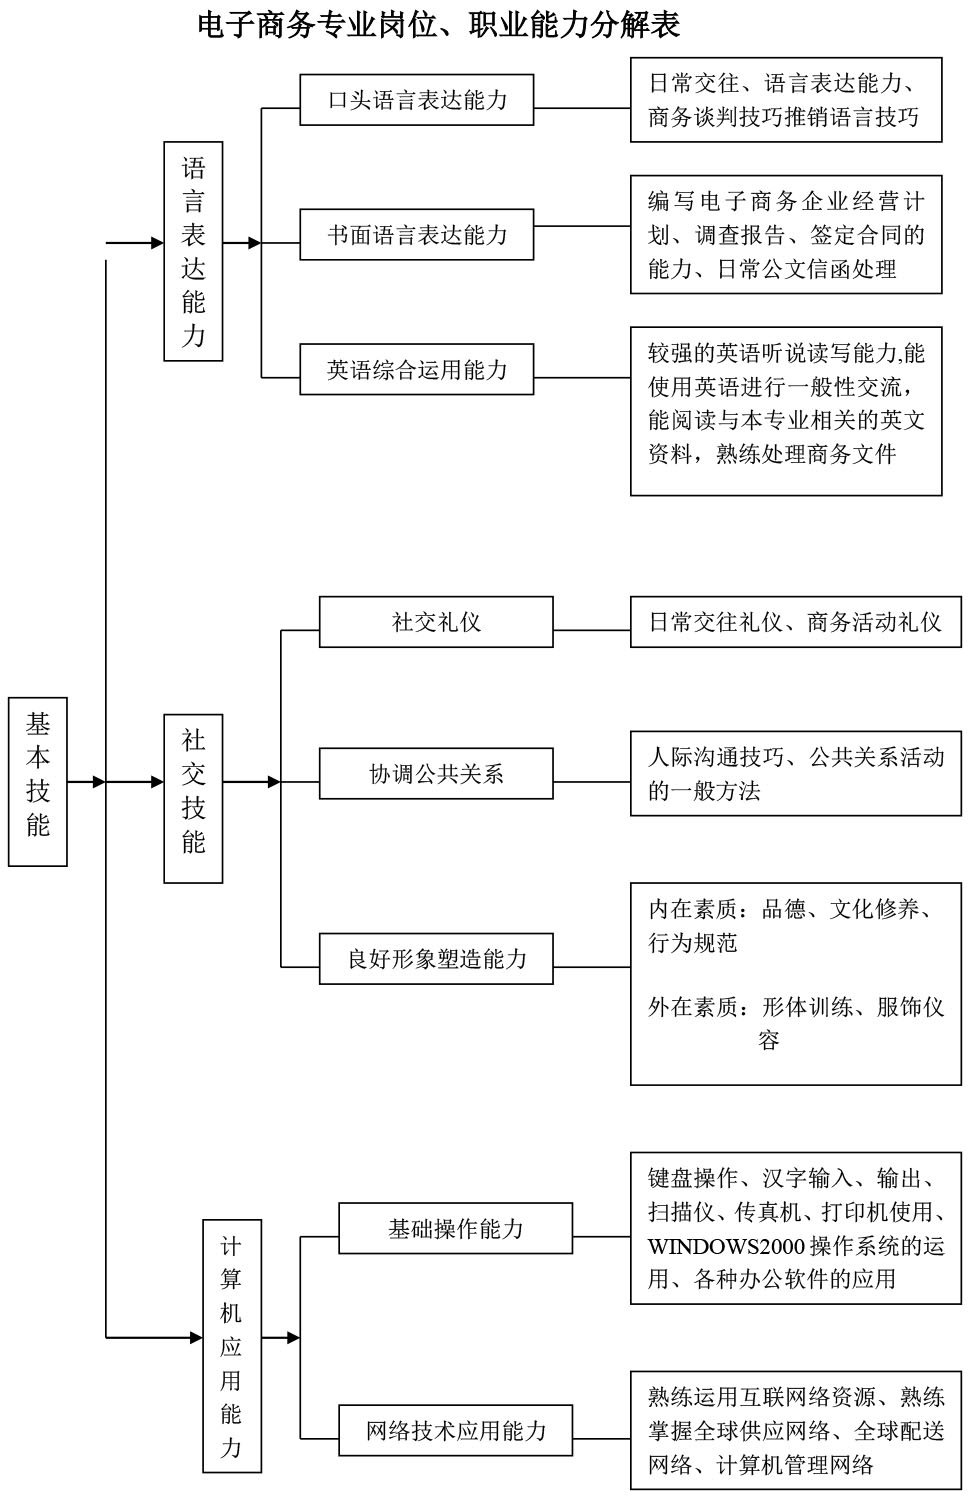 电子商务专业岗位、职业能力分解表
基本技能
语言表达能力
口头语言表达能力
日常交往、语言表达能力、
商务谈判技巧推销语言技巧
书面语言表达能力
编写电子商务企业经营计
划、调查报告、签定合同的
能力、日常公文信函处理
英语综合运用能力
较强的英语听说读写能力,能
使用英语进行一般性交流，
能阅读与本专业相关的英文
资料，熟练处理商务文件
社交技能
社交礼仪
日常交往礼仪、商务活动礼仪
协调公共关系
人际沟通技巧、公共关系活动
的一般方法
良好形象塑造能力
内在素质：品德、文化修养、
行为规范
外在素质：形体训练、服饰仪
容
计算机应用能力
基础操作能力
键盘操作、汉字输入、输出、
扫描仪、传真机、打印机使用、
WINDOWS2000 操作系统的运
用、各种办公软件的应用
网络技术应用能力
熟练运用互联网络资源、熟练
掌握全球供应网络、全球配送
网络、计算机管理网络